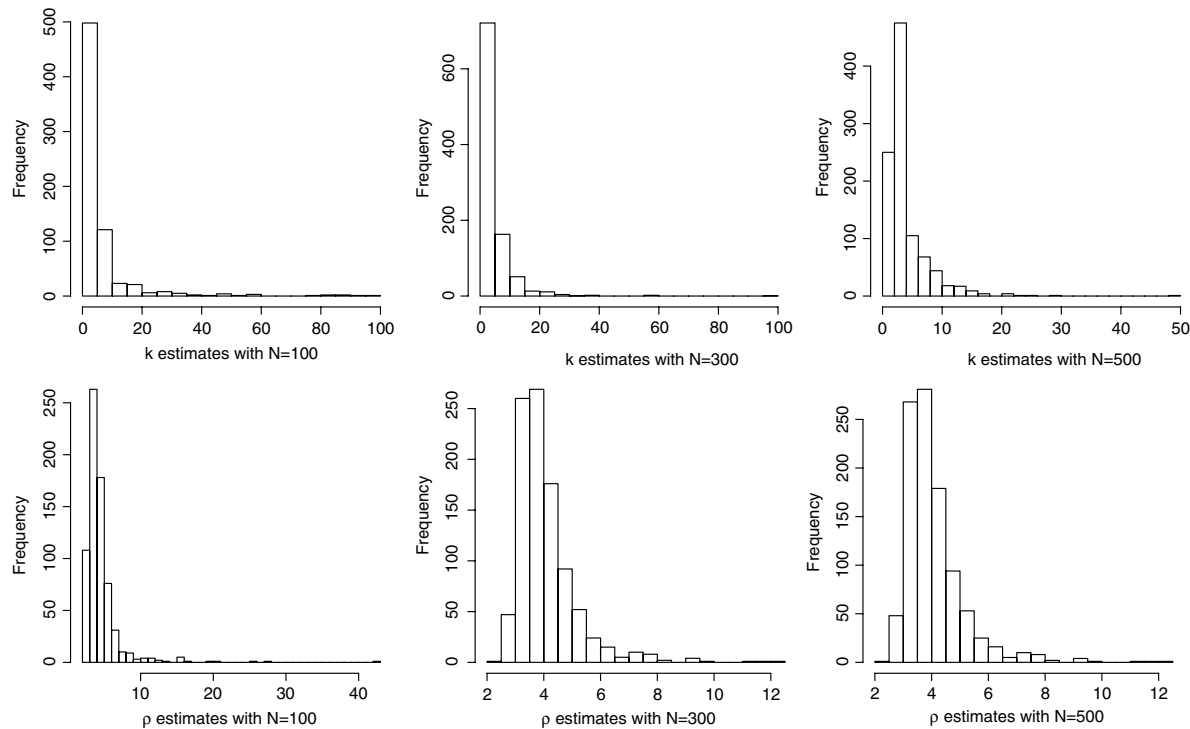 Frequency
0 100 200 300 400 500
0 20 40 60 80 100
k estimates with N=100
Frequency
0 200 400 600
0 20 40 60 80 100
k estimates with N=300
Frequency
0 100 200 300 400
0 10 20 30 40 50
k estimates with N=500
Frequency
0 50 100 150 200 250
10 20 30 40
ρ estimates with N=100
Frequency
0 50 100 150 200 250
2 4 6 8 10 12
ρ estimates with N=300
Frequency
0 50 100 150 200 250
2 4 6 8 10 12
ρ estimates with N=500